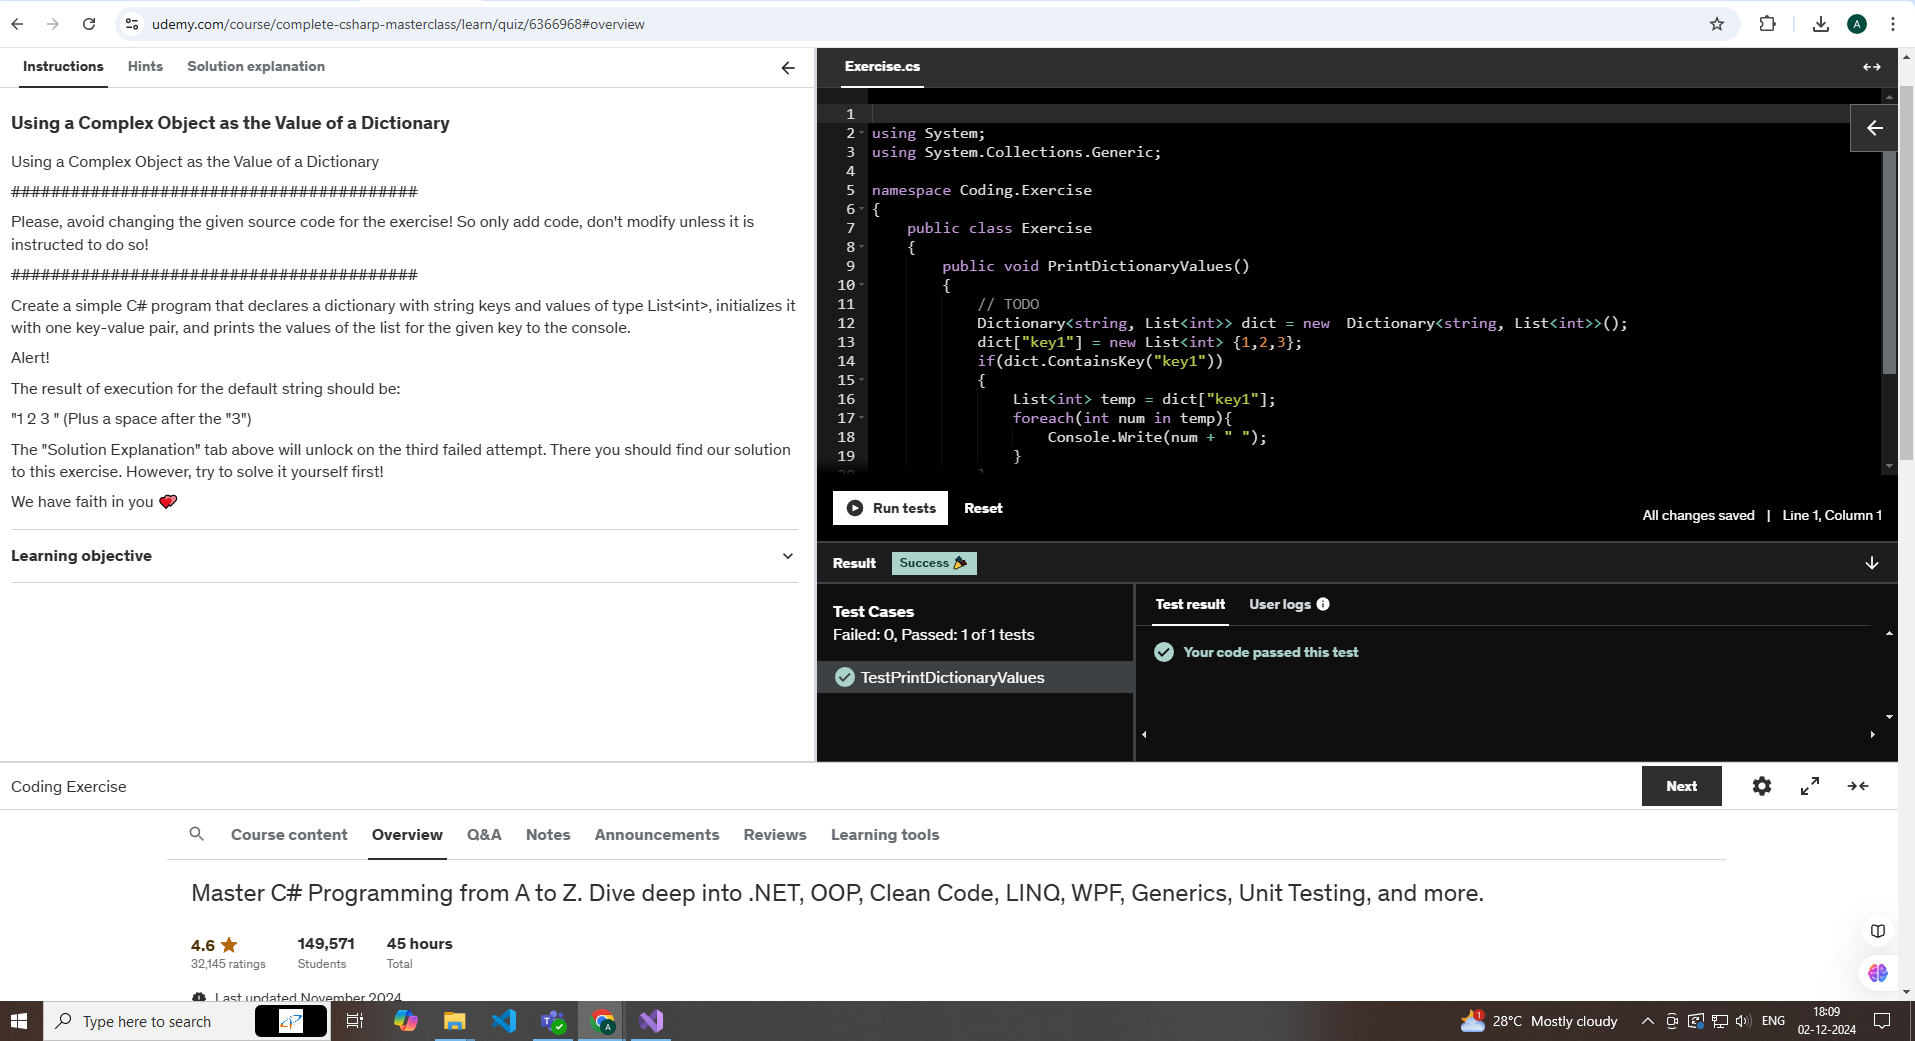 udemy.com/course/complete-csharp-masterclass/learn/quiz/6366968#overview
A
Instructions Hints Solution explanation
Using a Complex Object as the Value of a Dictionary
Using a Complex Object as the Value of a Dictionary
#########################################
Please, avoid changing the given source code for the exercise! So only add code, don't modify unless it is
instructed to do so!
#########################################
Create a simple C# program that declares a dictionary with string keys and values of type List<int>, initializes it
with one key-value pair, and prints the values of the list for the given key to the console.
Alert!
The result of execution for the default string should be:
"1 2 3 " (Plus a space after the "3")
The "Solution Explanation" tab above will unlock on the third failed attempt. There you should find our solution
to this exercise. However, try to solve it yourself first!
We have faith in you
Learning objective
Exercise.cs
1
2 using System;
3 using System.Collections.Generic;
4
5 namespace Coding.Exercise
6 {
7 public class Exercise
8 {
9 public void PrintDictionaryValues()
10 {
11 // TODO
12 Dictionary<string, List<int>> dict = new  Dictionary<string, List<int>>();
13 dict["key1"] = new List<int> {1,2,3};
14 if(dict.ContainsKey("key1"))
15 {
16 List<int> temp = dict["key1"];
17 foreach(int num in temp){
18 Console.Write(num + " ");
19 }
Run tests Reset
All changes saved | Line 1, Column 1
Result Success
Test Cases
Failed: 0, Passed: 1 of 1 tests
TestPrintDictionaryValues
Test result User logs
Your code passed this test
Coding Exercise
Next
Course content Overview Q&A Notes Announcements Reviews Learning tools
Master C# Programming from A to Z. Dive deep into .NET, OOP, Clean Code, LINQ, WPF, Generics, Unit Testing, and more.
4.6 149,571 45 hours
32,145 ratings Students Total
Last updated November 2024
Type here to search
A
1 28°C Mostly cloudy
ENG
18:09
02-12-2024